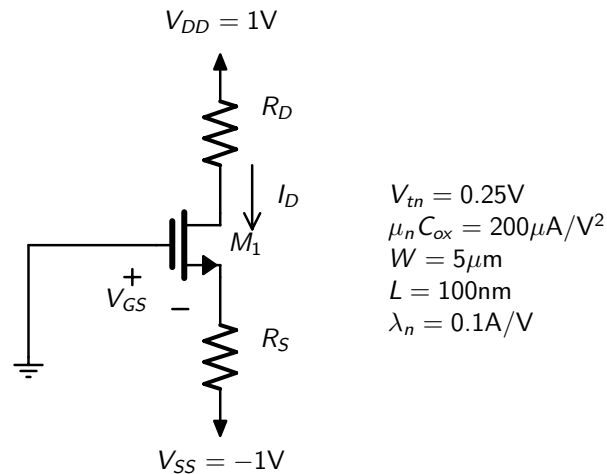 V_{DD} = 1V
R_D
I_D
M_1
+
V_{GS}
−
R_S
V_{SS} = −1V
V_{tn} = 0.25V
μ_n C_{ox} = 200μA/V²
W = 5μm
L = 100nm
λ_n = 0.1A/V